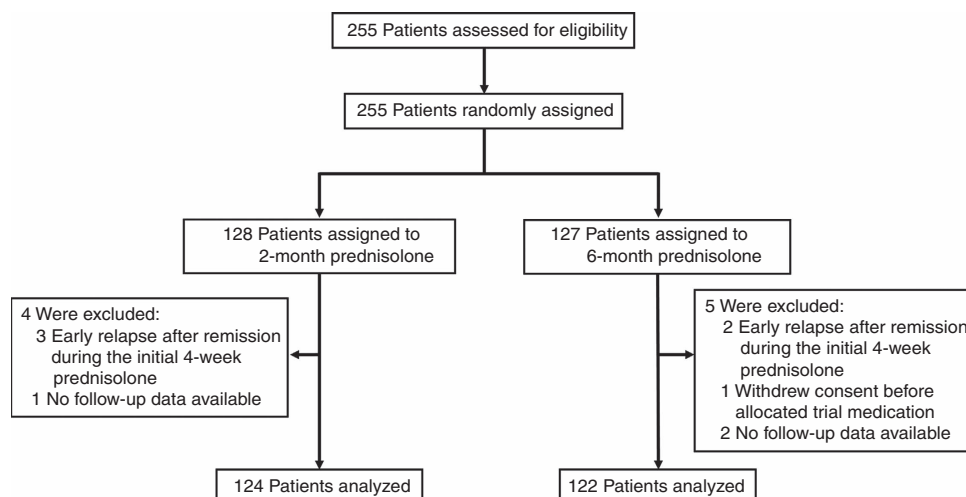 255 Patients assessed for eligibility
255 Patients randomly assigned
128 Patients assigned to
2-month prednisolone
127 Patients assigned to
6-month prednisolone
4 Were excluded:
3 Early relapse after remission
during the initial 4-week
prednisolone
1 No follow-up data available
5 Were excluded:
2 Early relapse after remission
during the initial 4-week
prednisolone
1 Withdrew consent before
allocated trial medication
2 No follow-up data available
124 Patients analyzed
122 Patients analyzed